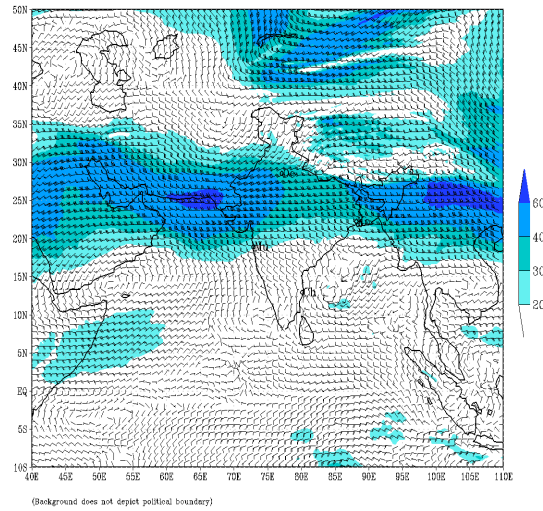 50N
45N
40N
35N
30N
25N
20N
15N
10N
5N
EQ
5S
10S
40E 45E 50E 55E 60E 65E 70E 75E 80E 85E 90E 95E 100E 105E 110E
Mu
Ch
60
40
30
20
(Background does not depict political boundary)